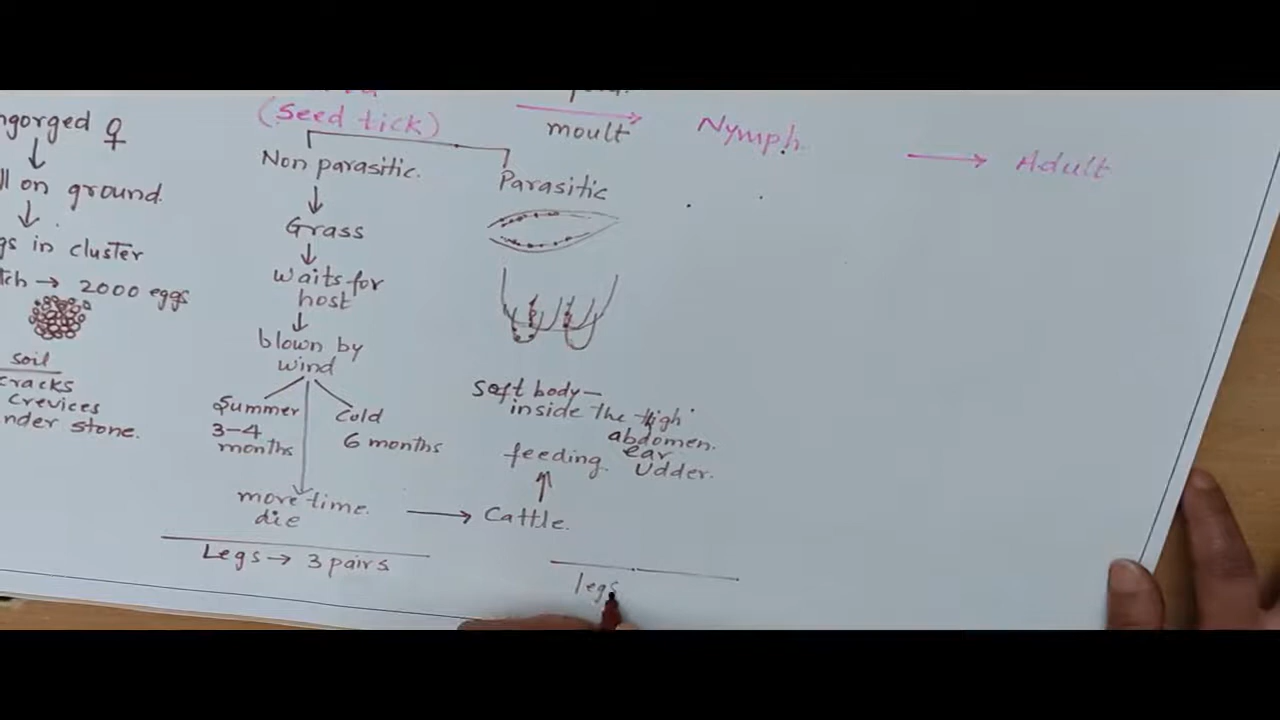 ngorged ♀
ll on ground.
gs in cluster
tch → 2000 eggs
soil
cracks
crevices
nder stone.
(Seed tick)
Non parasitic.
Grass
waits for
host
blown by
wind
Summer
3-4
months
Cold
6 months
more time.
die
Legs → 3 pairs
Parasitic
Soft body—
inside the thigh
abdomen.
ear
Udder.
feeding.
Cattle.
legs
moult
Nymph.
Adult